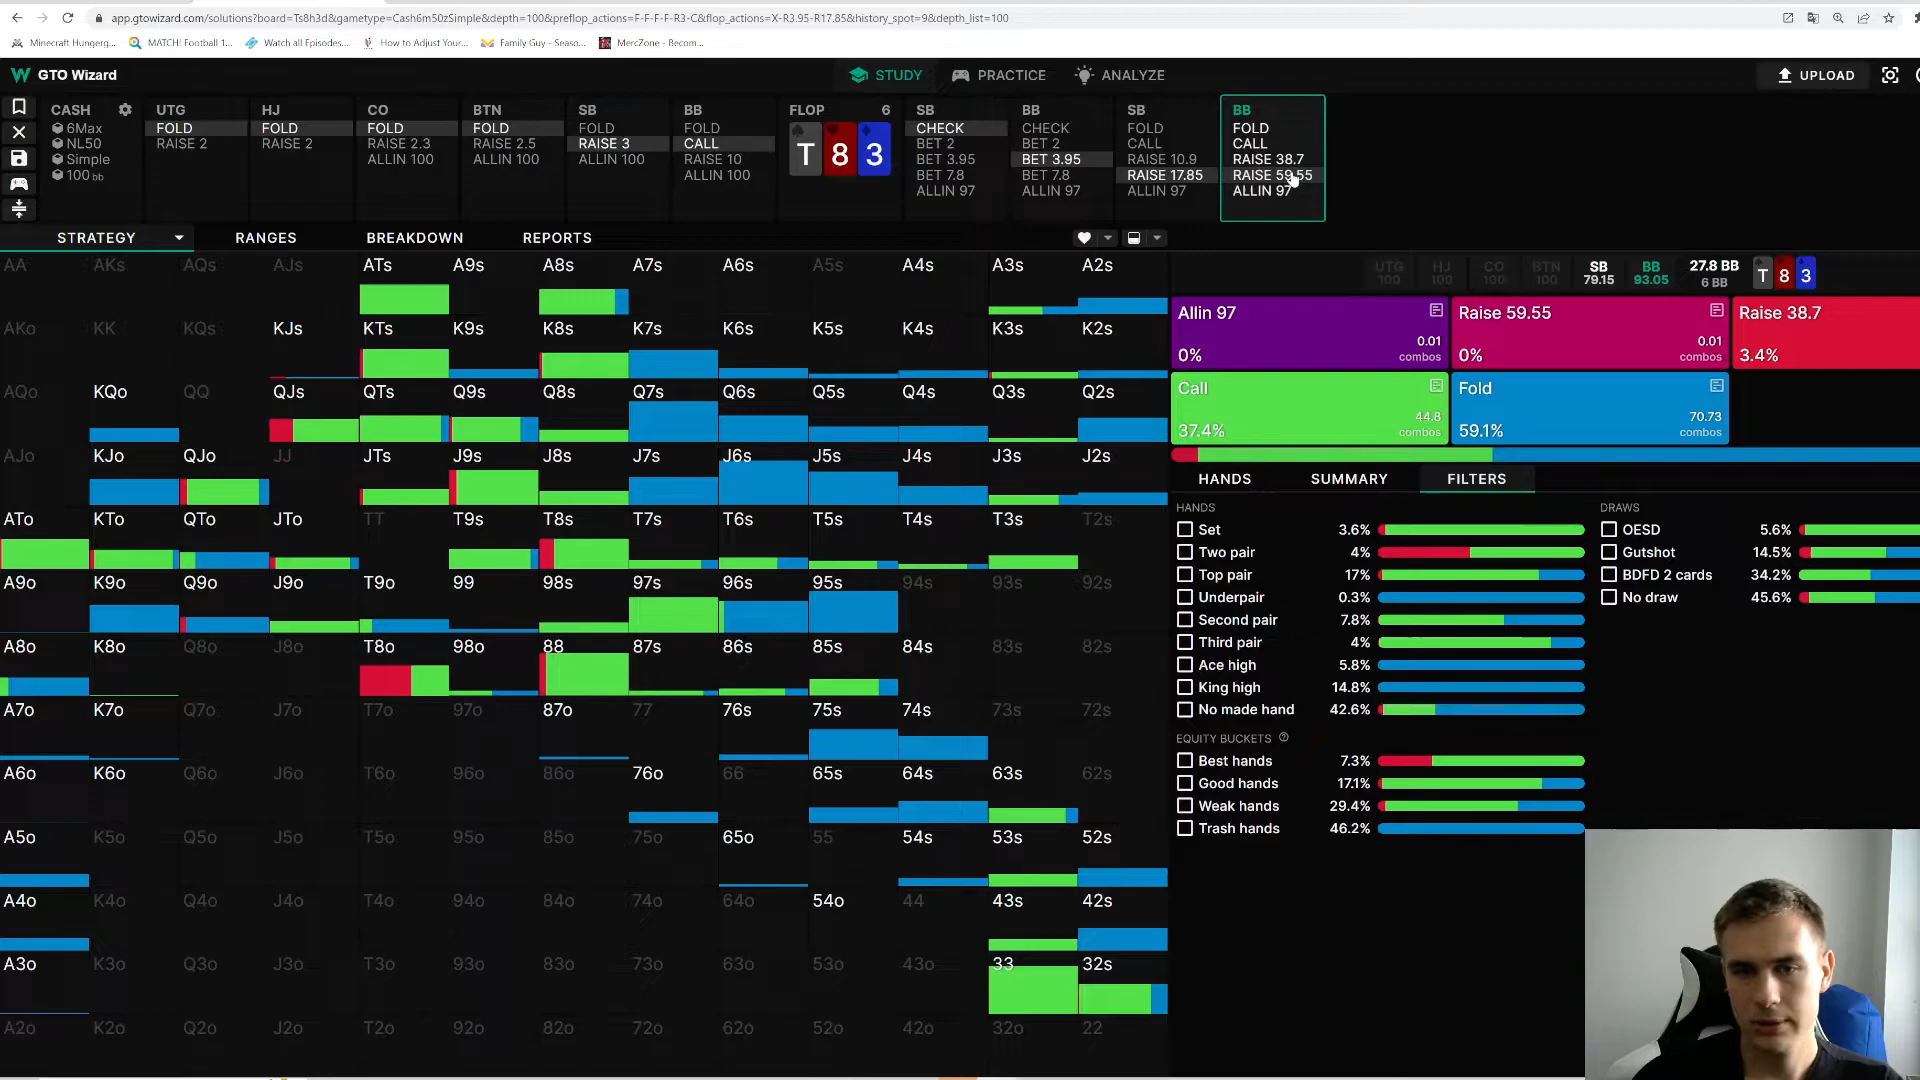 app.gtowizard.com/solutions?board=Ts8h3d&gametype=Cash6m50zSimple&depth=100&preflop_actions=F-F-F-F-R3-C&flop_actions=X-R3.95-R17.85&history_spot=9&depth_list=100
Minecraft Hungerg... MATCH! Football 1... Watch all Episodes... How to Adjust Your... Family Guy - Seaso... MercZone - Becom...
W GTO Wizard STUDY PRACTICE ANALYZE UPLOAD
CASH UTG HJ CO BTN SB BB FLOP 6 SB BB SB BB
6Max FOLD FOLD FOLD FOLD FOLD FOLD CHECK CHECK FOLD FOLD
NL50 RAISE 2 RAISE 2 RAISE 2.3 RAISE 2.5 RAISE 3 CALL T 8 3 BET 2 BET 2 CALL CALL
Simple ALLIN 100 ALLIN 100 ALLIN 100 RAISE 10 BET 3.95 BET 3.95 RAISE 10.9 RAISE 38.7
100 bb ALLIN 100 BET 7.8 BET 7.8 RAISE 17.85 RAISE 59.55
ALLIN 97 ALLIN 97 ALLIN 97 ALLIN 97
STRATEGY RANGES BREAKDOWN REPORTS
AA AKs AQs AJs ATs A9s A8s A7s A6s A5s A4s A3s A2s
AKo KK KQs KJs KTs K9s K8s K7s K6s K5s K4s K3s K2s
AQo KQo QQ QJs QTs Q9s Q8s Q7s Q6s Q5s Q4s Q3s Q2s
AJo KJo QJo JJ JTs J9s J8s J7s J6s J5s J4s J3s J2s
ATo KTo QTo JTo TT T9s T8s T7s T6s T5s T4s T3s T2s
A9o K9o Q9o J9o T9o 99 98s 97s 96s 95s 94s 93s 92s
A8o K8o Q8o J8o T8o 98o 88 87s 86s 85s 84s 83s 82s
A7o K7o Q7o J7o T7o 97o 87o 77 76s 75s 74s 73s 72s
A6o K6o Q6o J6o T6o 96o 86o 76o 66 65s 64s 63s 62s
A5o K5o Q5o J5o T5o 95o 85o 75o 65o 55 54s 53s 52s
A4o K4o Q4o J4o T4o 94o 84o 74o 64o 54o 44 43s 42s
A3o K3o Q3o J3o T3o 93o 83o 73o 63o 53o 43o 33 32s
A2o K2o Q2o J2o T2o 92o 82o 72o 62o 52o 42o 32o 22
UTG HJ CO BTN SB BB 27.8 BB T 8 3
100 100 100 100 79.15 93.05 6 BB
Allin 97 Raise 59.55 Raise 38.7
0.01 0.01
0% combos 0% combos 3.4%
Call Fold
44.8 70.73
37.4% combos 59.1% combos
HANDS SUMMARY FILTERS
HANDS DRAWS
Set 3.6% OESD 5.6%
Two pair 4% Gutshot 14.5%
Top pair 17% BDFD 2 cards 34.2%
Underpair 0.3% No draw 45.6%
Second pair 7.8%
Third pair 4%
Ace high 5.8%
King high 14.8%
No made hand 42.6%
EQUITY BUCKETS
Best hands 7.3%
Good hands 17.1%
Weak hands 29.4%
Trash hands 46.2%